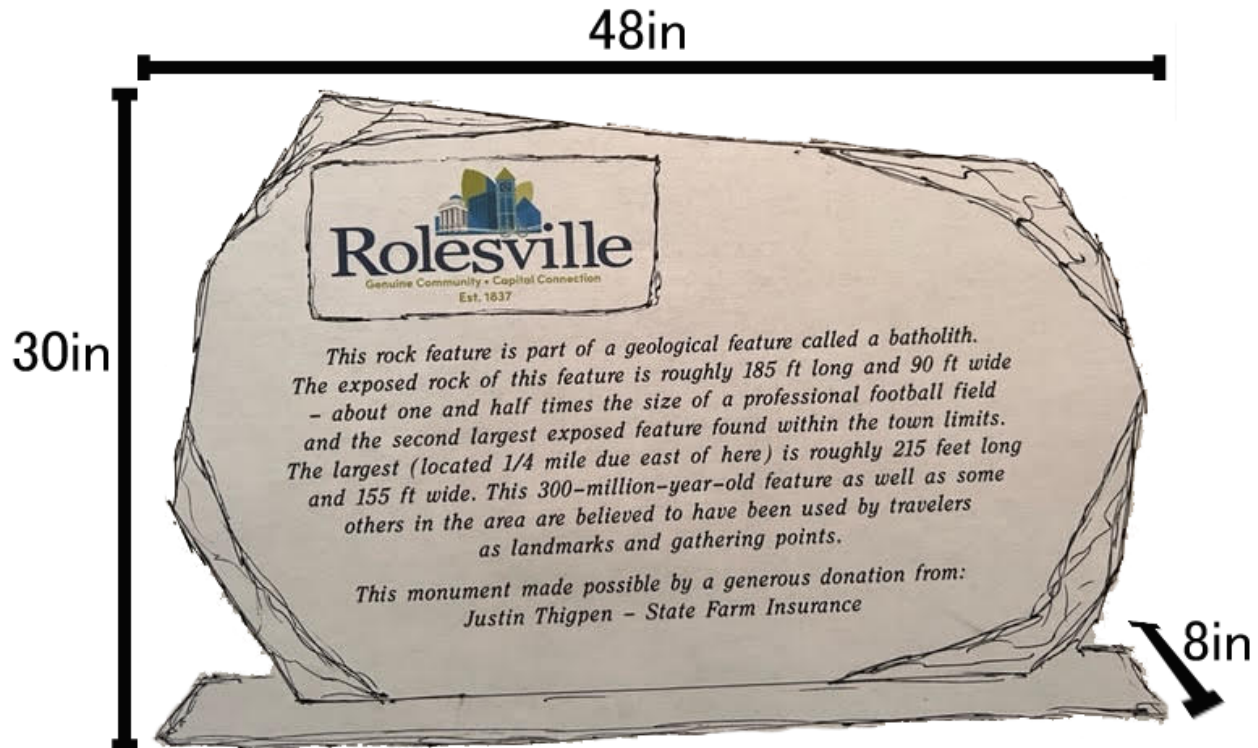 48in
30in
Rolesville
Genuine Community • Capital Connection
Est. 1837
This rock feature is part of a geological feature called a batholith.
The exposed rock of this feature is roughly 185 ft long and 90 ft wide
– about one and half times the size of a professional football field
and the second largest exposed feature found within the town limits.
The largest (located 1/4 mile due east of here) is roughly 215 feet long
and 155 ft wide. This 300-million-year-old feature as well as some
others in the area are believed to have been used by travelers
as landmarks and gathering points.
This monument made possible by a generous donation from:
Justin Thigpen – State Farm Insurance
8in